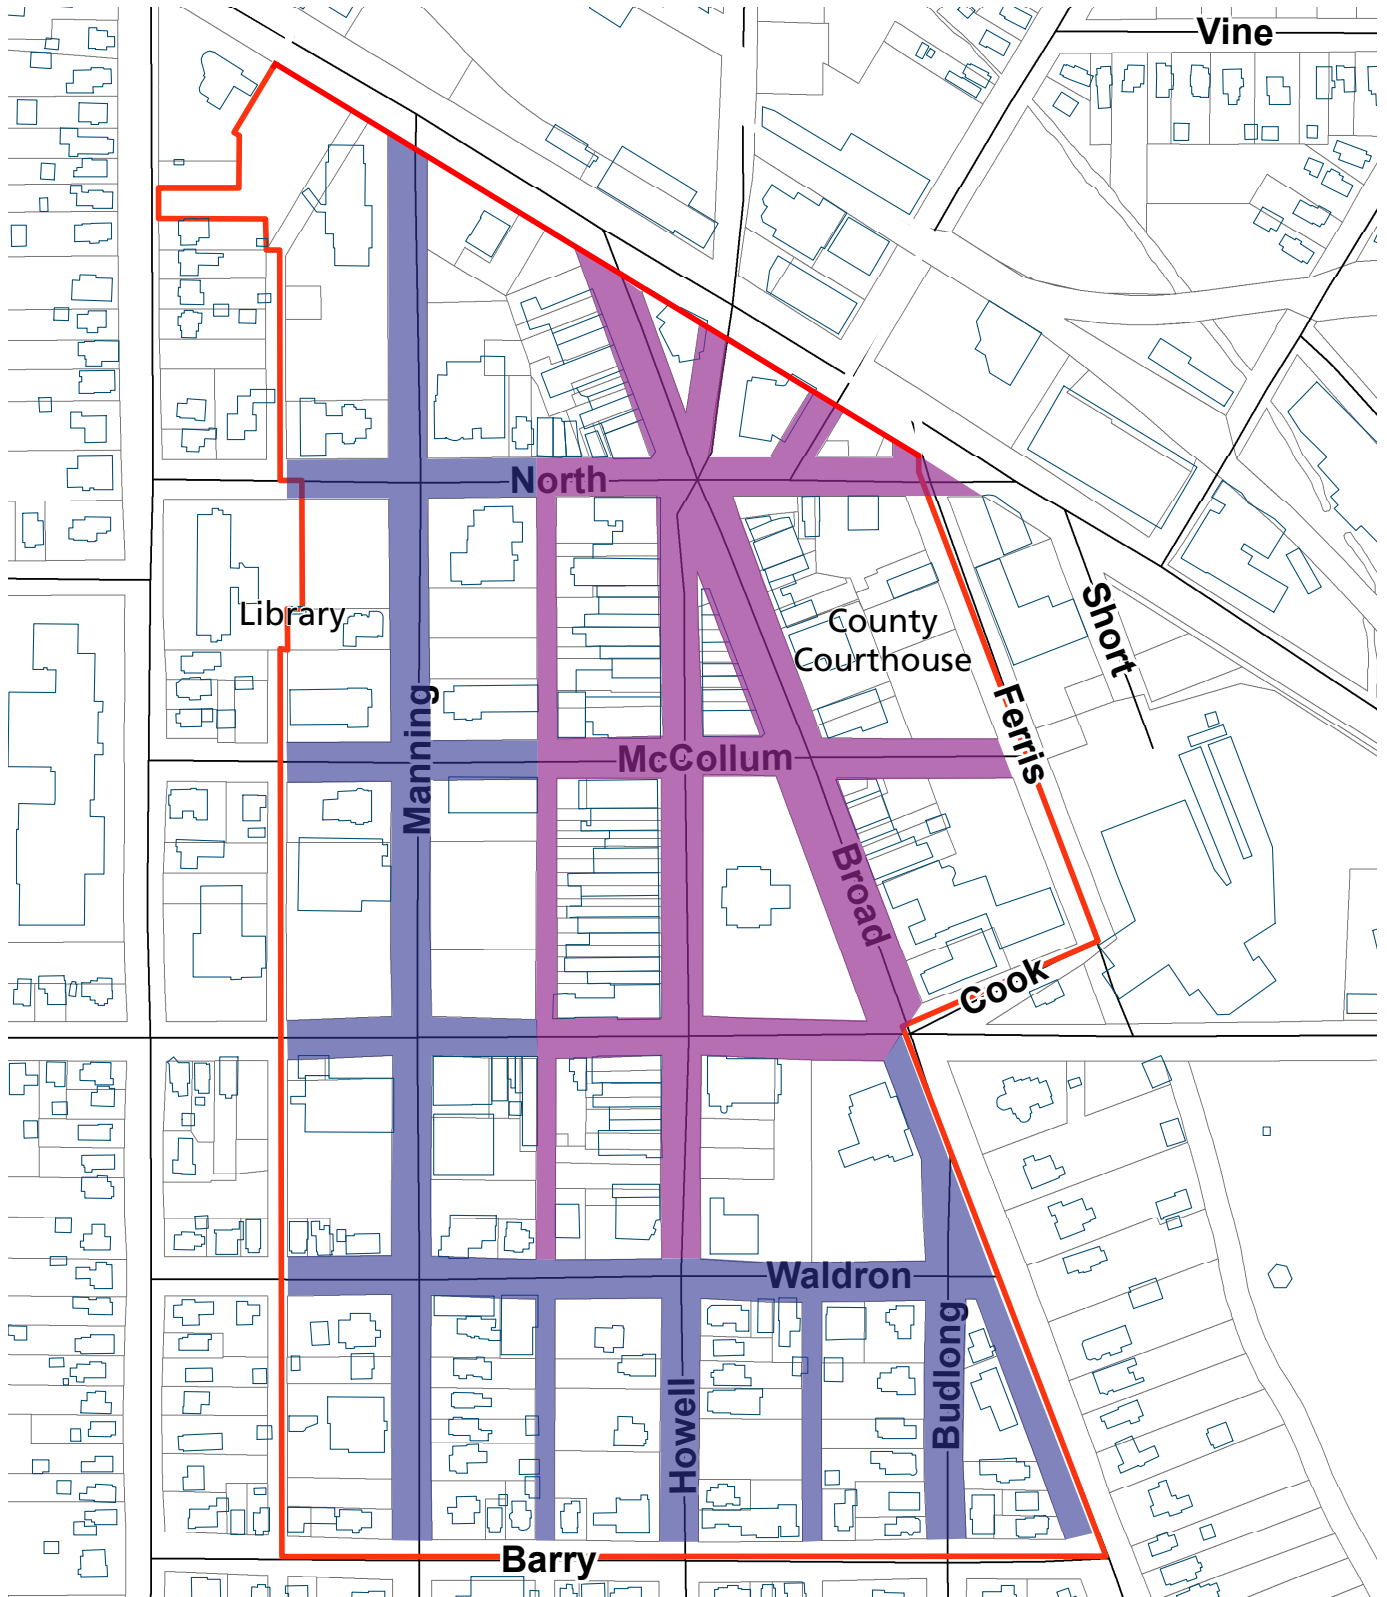 Vine
North
Library
County
Courthouse
Short
Ferris
Manning
McCollum
Broad
Cook
Waldron
Budlong
Howell
Barry